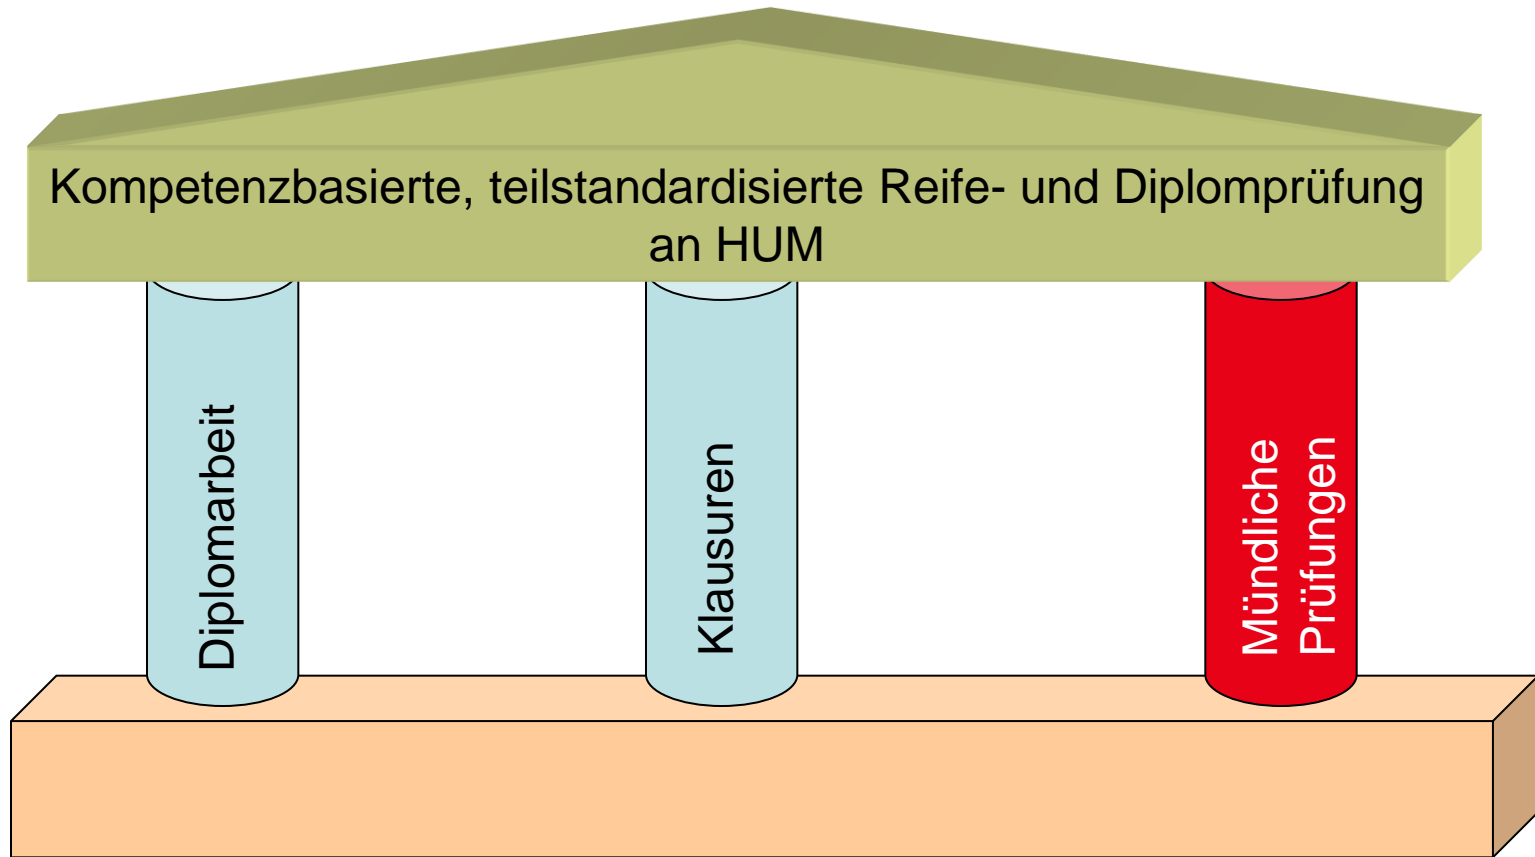 Kompetenzbasierte, teilstandardisierte Reife- und Diplomprüfung
an HUM
Diplomarbeit
Klausuren
Mündliche
Prüfungen